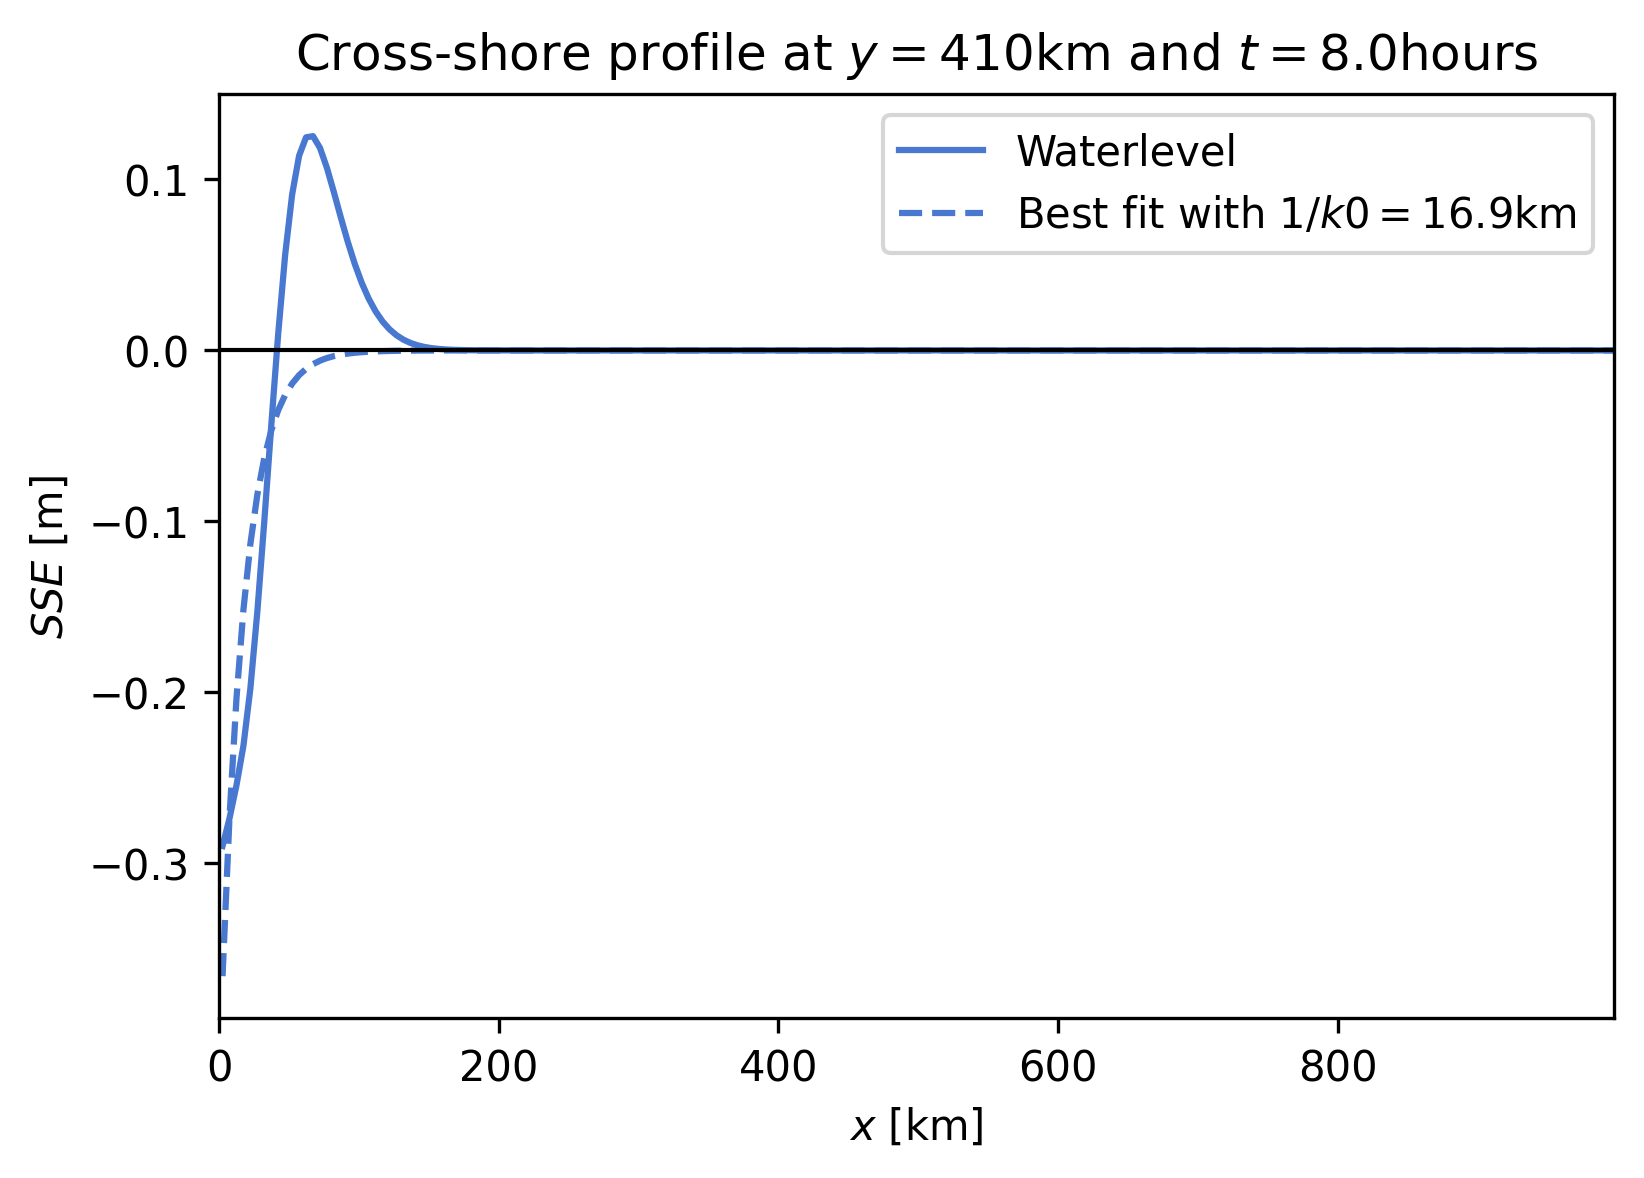 Cross-shore profile at y = 410km and t = 8.0hours
Waterlevel
Best fit with 1/k0 = 16.9km
0.1
0.0
−0.1
−0.2
−0.3
SSE [m]
0 200 400 600 800
x [km]